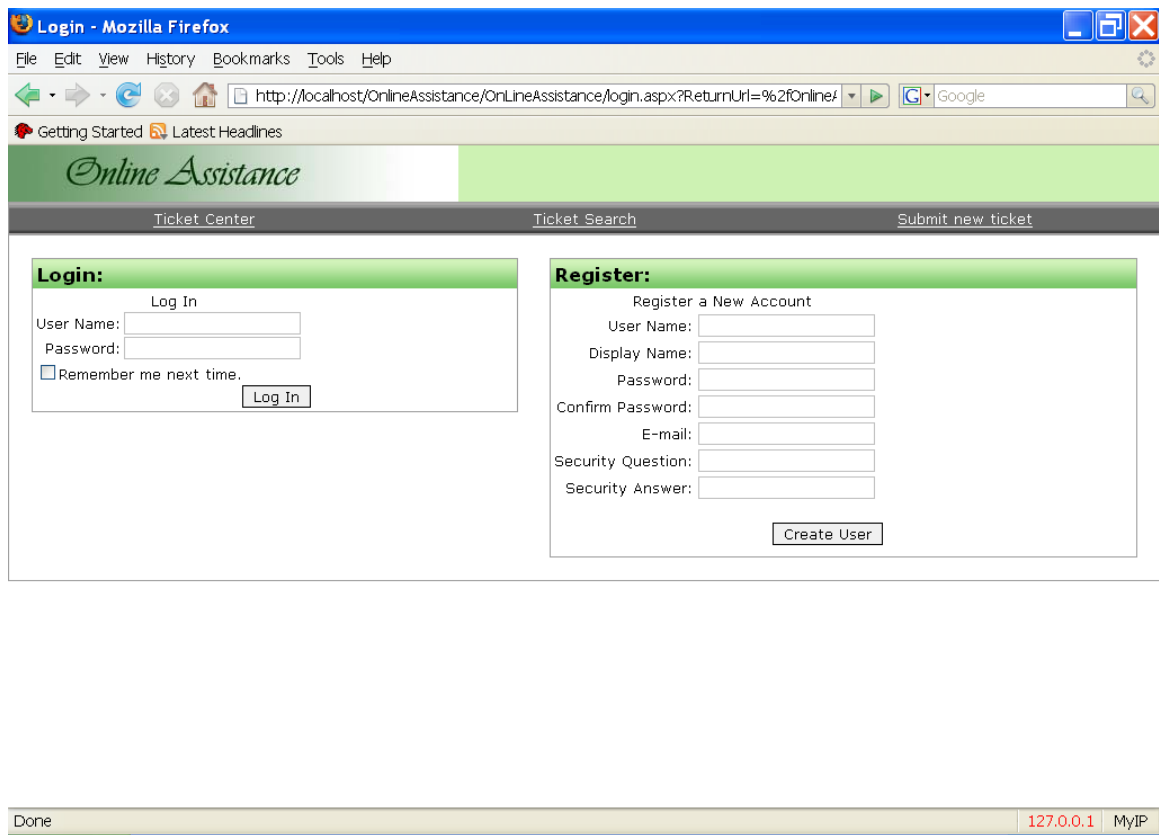 Login - Mozilla Firefox
File Edit View History Bookmarks Tools Help
http://localhost/OnlineAssistance/OnLineAssistance/login.aspx?ReturnUrl=%2fOnlineA
G Google
Getting Started Latest Headlines
Online Assistance
Ticket Center Ticket Search Submit new ticket
Login:
Log In
User Name:
Password:
Remember me next time.
Log In
Register:
Register a New Account
User Name:
Display Name:
Password:
Confirm Password:
E-mail:
Security Question:
Security Answer:
Create User
Done 127.0.0.1 MyIP